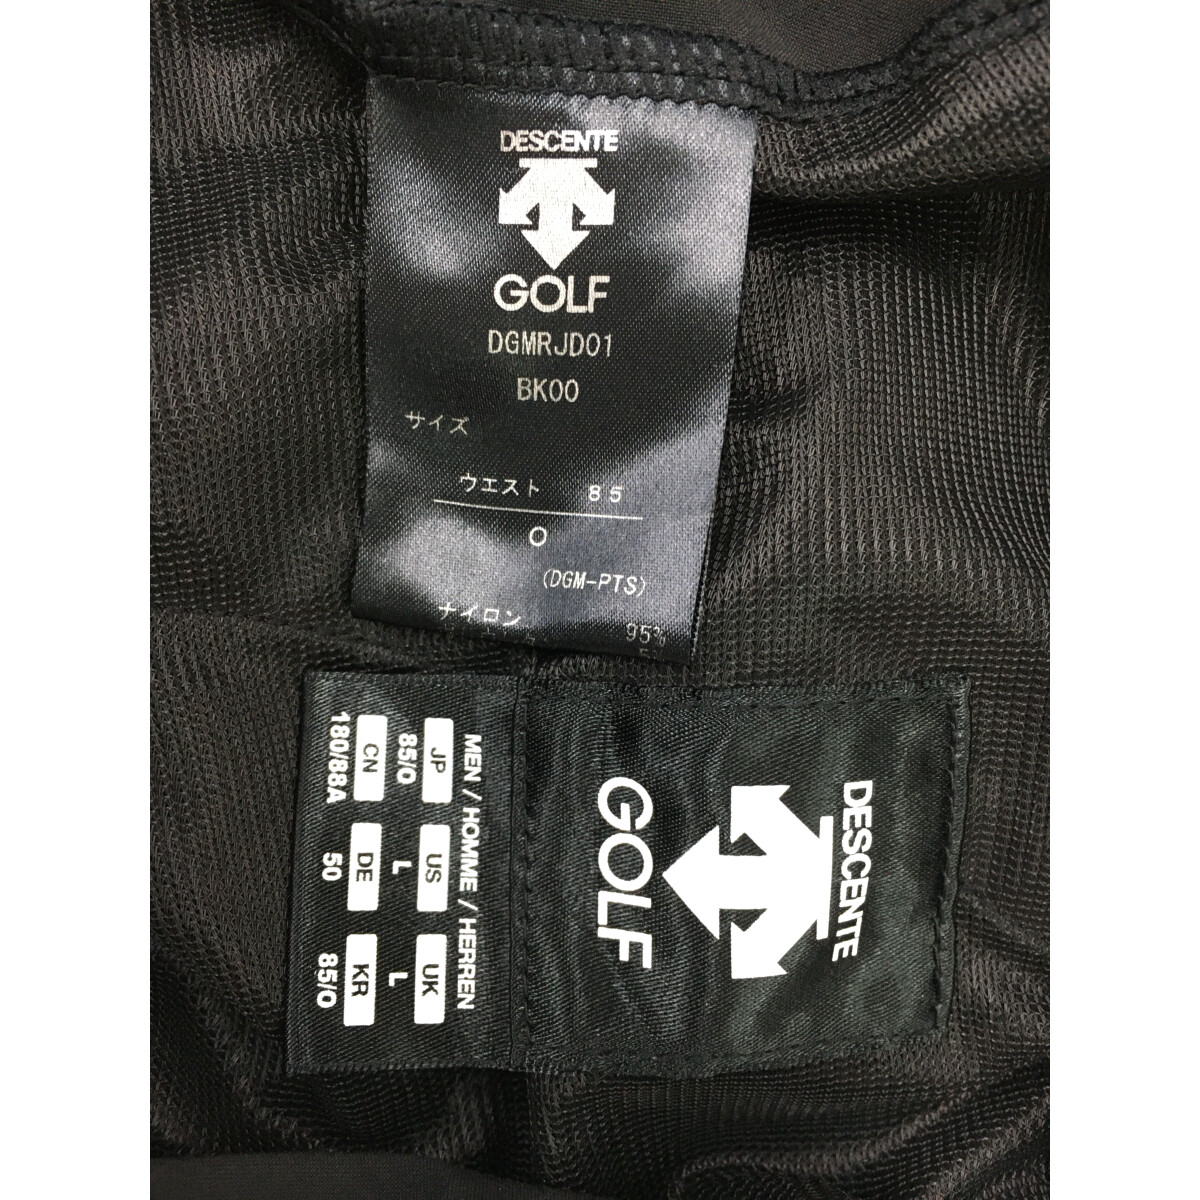 DESCENTE
GOLF
DGMRJD01
BK00
サイズ
ウエスト 85
O
(DGM-PTS)
ナイロン 95%
DESCENTE
GOLF
MEN / HOMME / HERREN
JP US UK
85/O L L
CN DE KR
180/88A 50 85/O